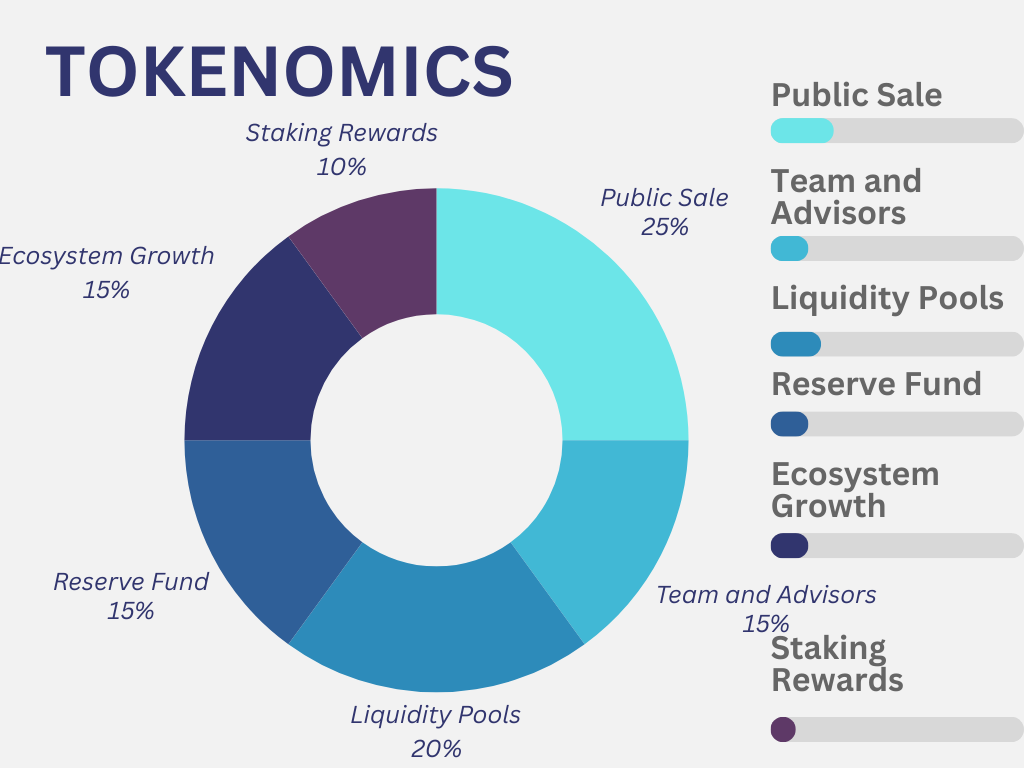 TOKENOMICS
Staking Rewards
10%
Public Sale
25%
Ecosystem Growth
15%
Reserve Fund
15%
Team and Advisors
15%
Liquidity Pools
20%
Public Sale
Team and
Advisors
Liquidity Pools
Reserve Fund
Ecosystem
Growth
Staking
Rewards